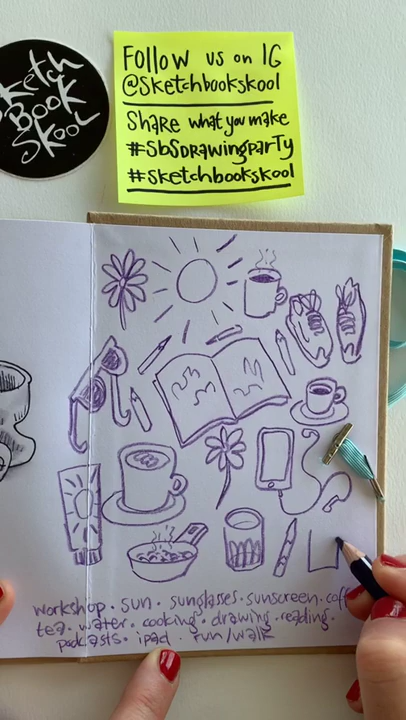 Sketch
Book
Skool
Follow us on IG
@Sketchbookskool
Share what you make
#SbSDrawingParty
#Sketchbookskool
workshop. sun. sunglasses. sunscreen. coff
tea. water. cooking. drawing. reading.
podcasts. ipad. run/walk